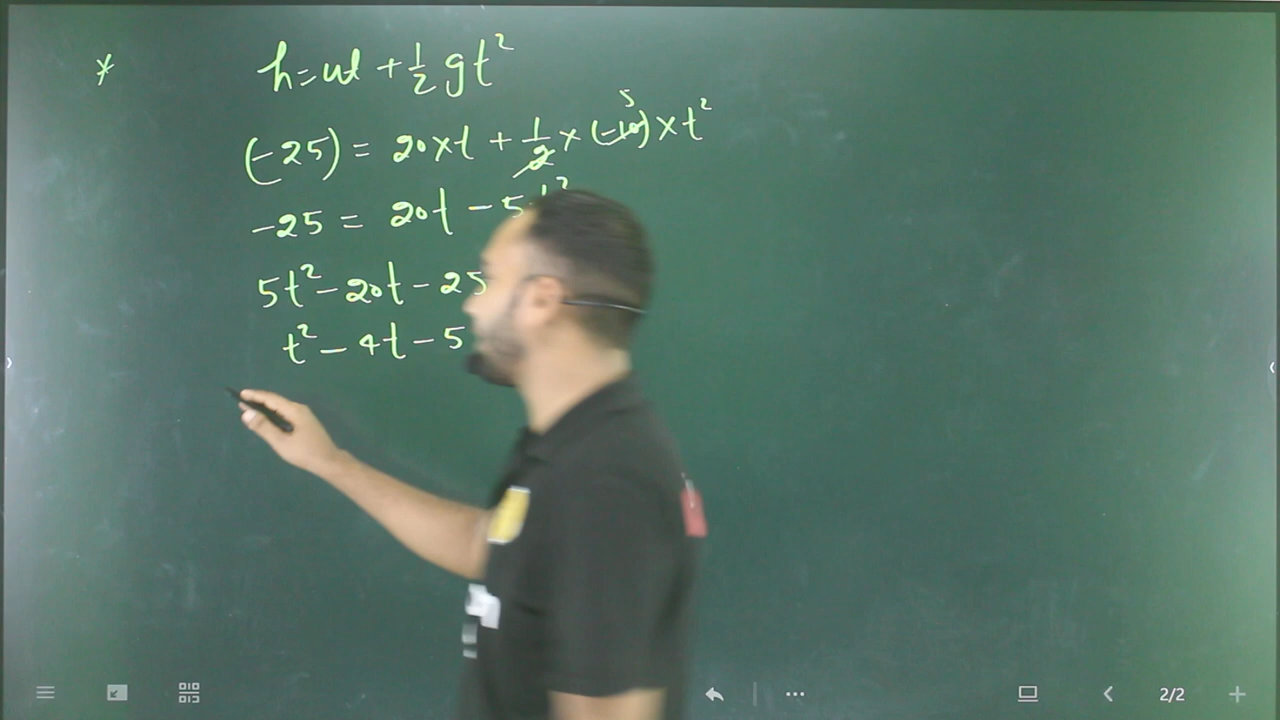 * h=ut + 1/2 gt²
(-25) = 20×t + 1/2 × (-10) 5 × t²
-25 = 20t - 5t²
5t² - 20t - 25
t² - 4t - 5
2/2